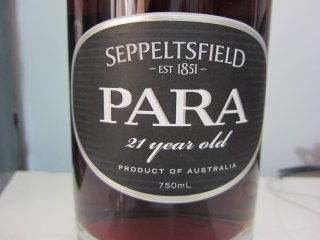 SEPPELTSFIELD
- EST 1851 -
PARA
21 year old
PRODUCT OF AUSTRALIA
750mL